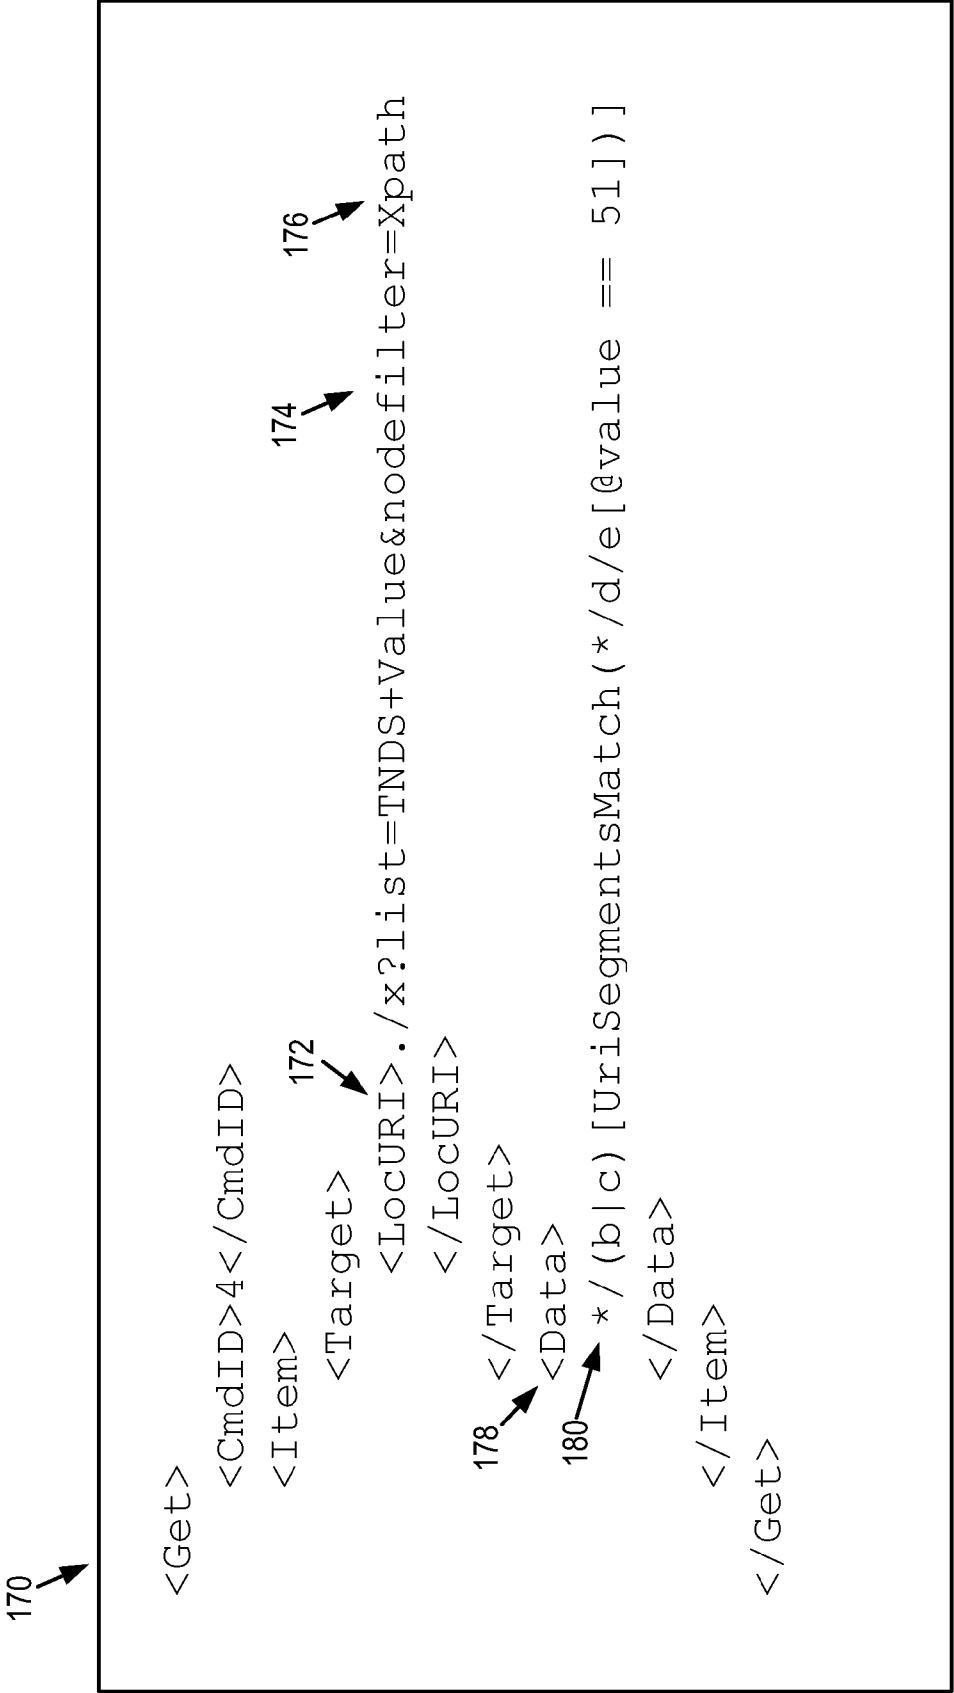 170
<Get>
<CmdID>4</CmdID>
<Item>
<Target>
172
174
176
<LocURI>./x?list=TNDS+Value&nodefilter=Xpath
</LocURI>
</Target>
178
<Data>
180
*/(b|c)[UriSegmentsMatch(*/d/e[@value == 51])]
</Data>
</Item>
</Get>